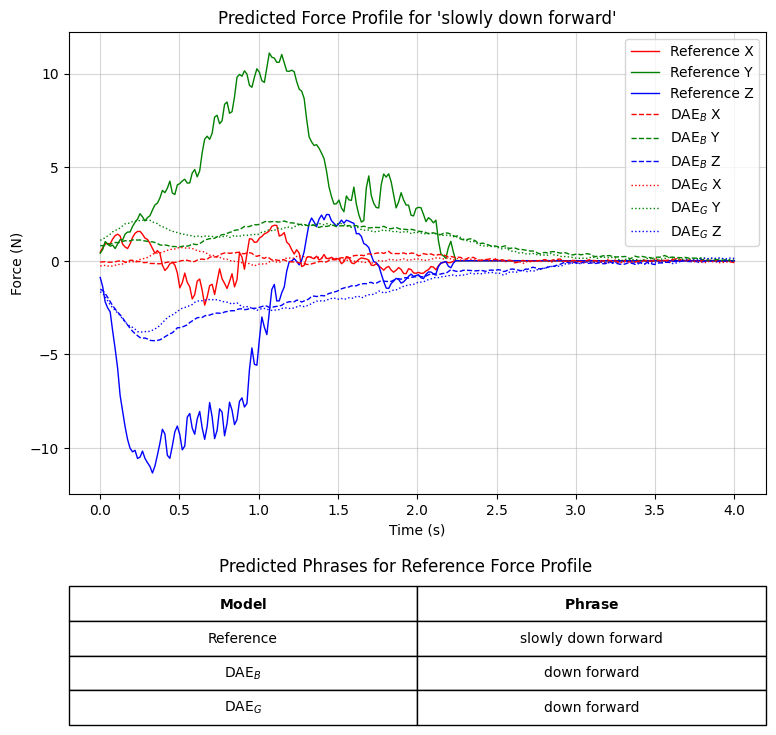 Predicted Force Profile for 'slowly down forward'
Reference X
Reference Y
Reference Z
DAE_B X
DAE_B Y
DAE_B Z
DAE_G X
DAE_G Y
DAE_G Z
Force (N)
10
5
0
−5
−10
0.0 0.5 1.0 1.5 2.0 2.5 3.0 3.5 4.0
Time (s)
Predicted Phrases for Reference Force Profile
Model Phrase
Reference slowly down forward
DAE_B down forward
DAE_G down forward